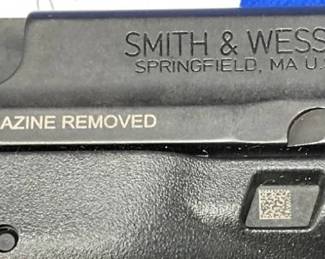 SMITH & WESS
SPRINGFIELD, MA U.S
AZINE REMOVED